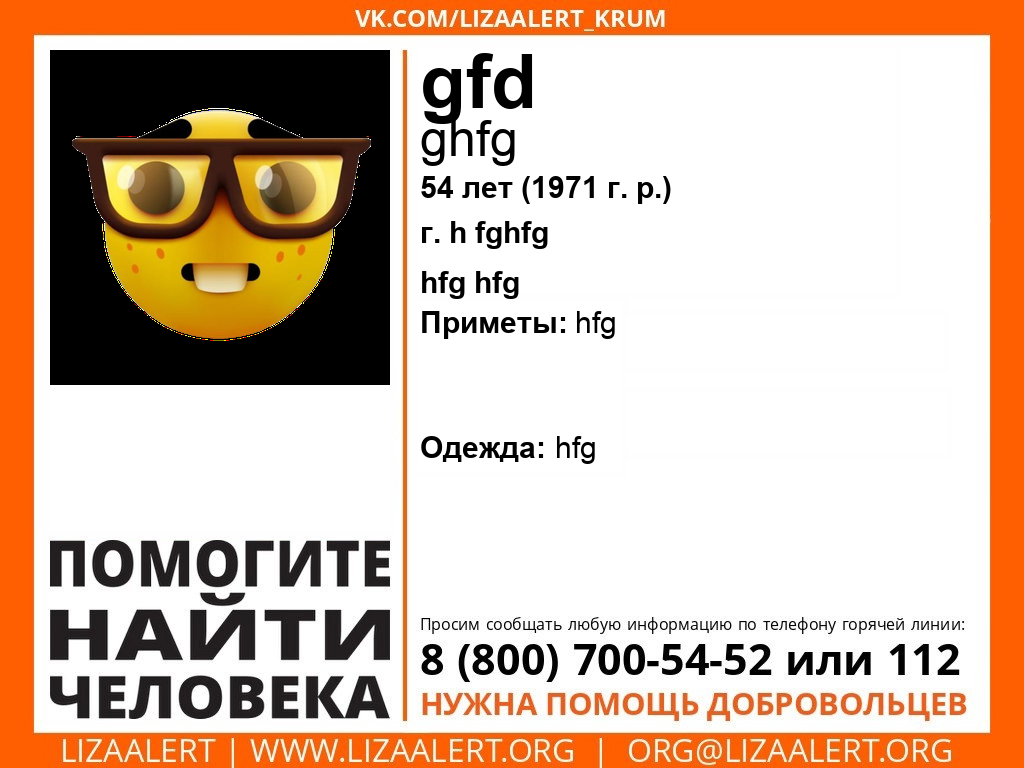 VK.COM/LIZAALERT_KRUM
gfd
ghfg
54 лет (1971 г. р.)
г. h fghfg
hfg hfg
Приметы: hfg
Одежда: hfg
ПОМОГИТЕ
НАЙТИ
ЧЕЛОВЕКА
Просим сообщать любую информацию по телефону горячей линии:
8 (800) 700-54-52 или 112
НУЖНА ПОМОЩЬ ДОБРОВОЛЬЦЕВ
LIZAALERT | WWW.LIZAALERT.ORG | ORG@LIZAALERT.ORG